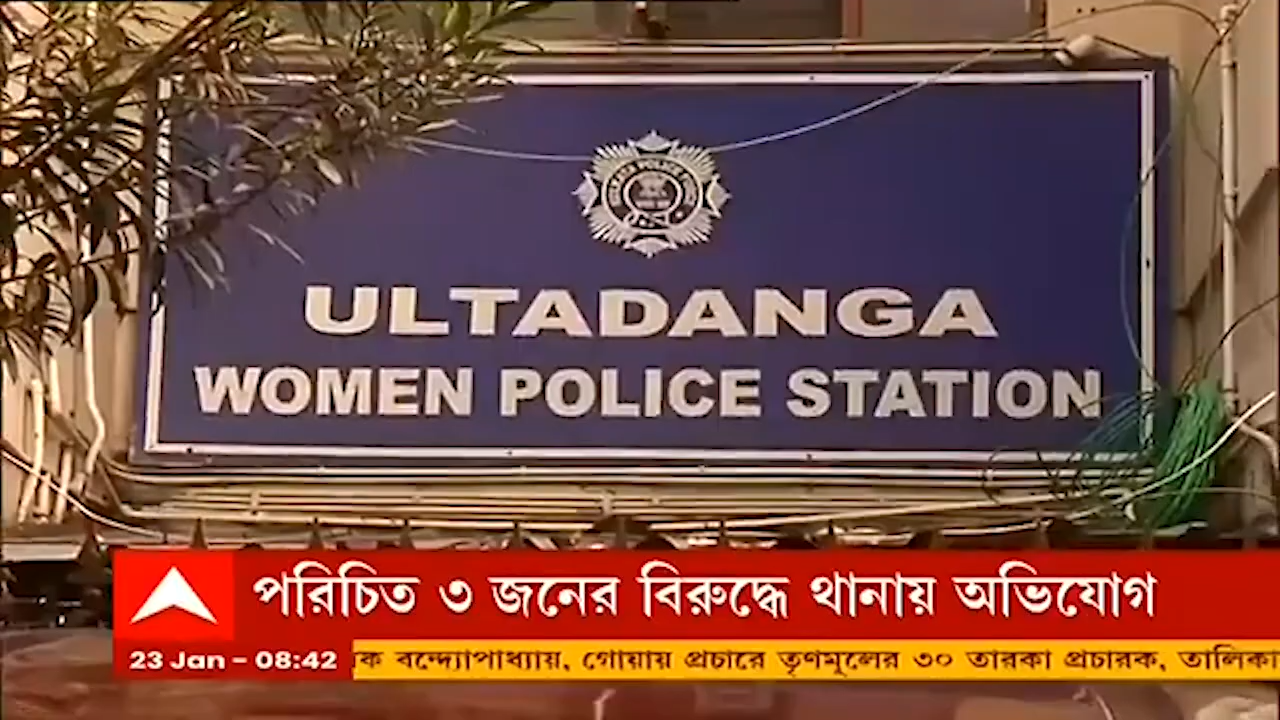 ULTADANGA
WOMEN POLICE STATION
পরিচিত ৩ জনের বিরুদ্ধে থানায় অভিযোগ
23 Jan - 08:42
বন্দ্যোপাধ্যায়, গোয়ায় প্রচারে তৃণমূলের ৩০ তারকা প্রচারক, তালিকা